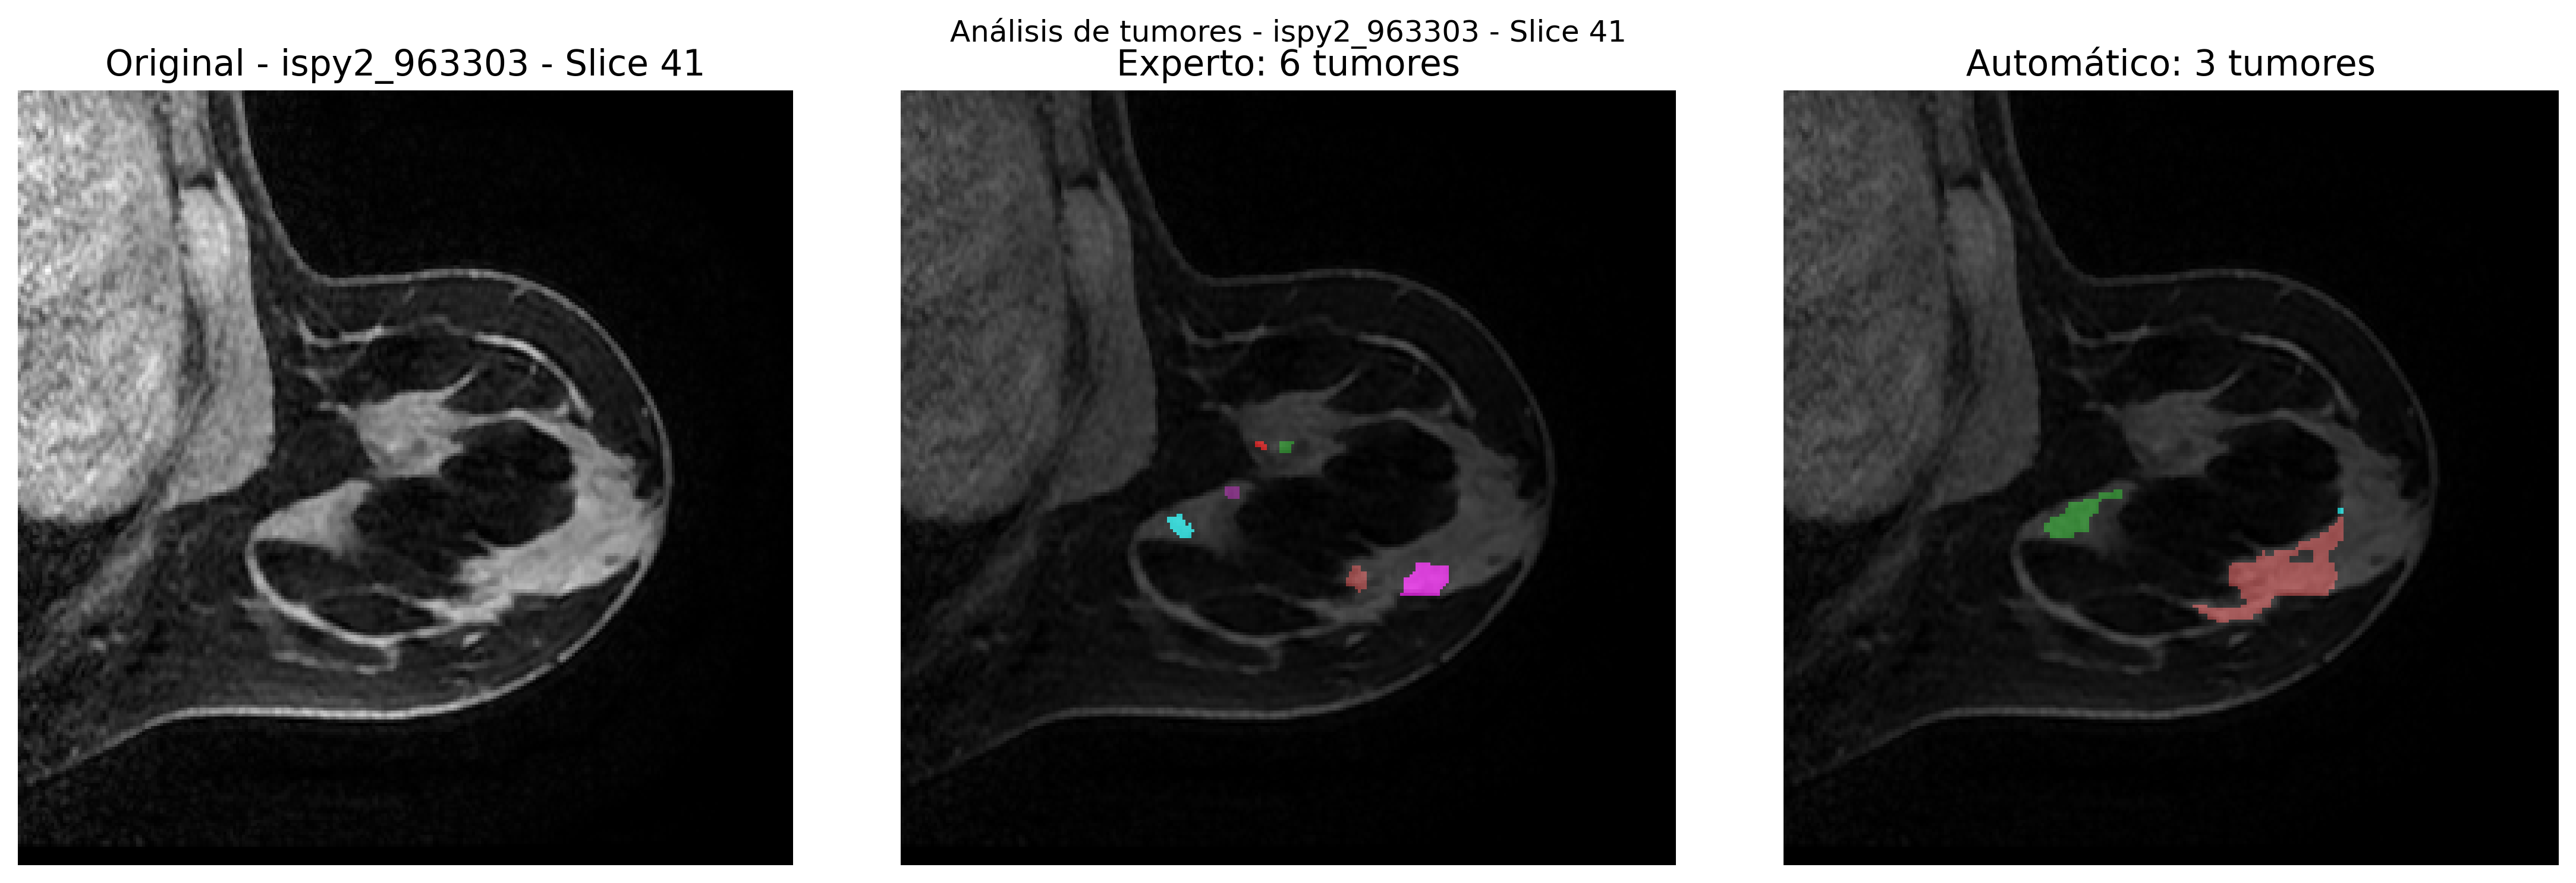 Análisis de tumores - ispy2_963303 - Slice 41
Original - ispy2_963303 - Slice 41
Experto: 6 tumores
Automático: 3 tumores